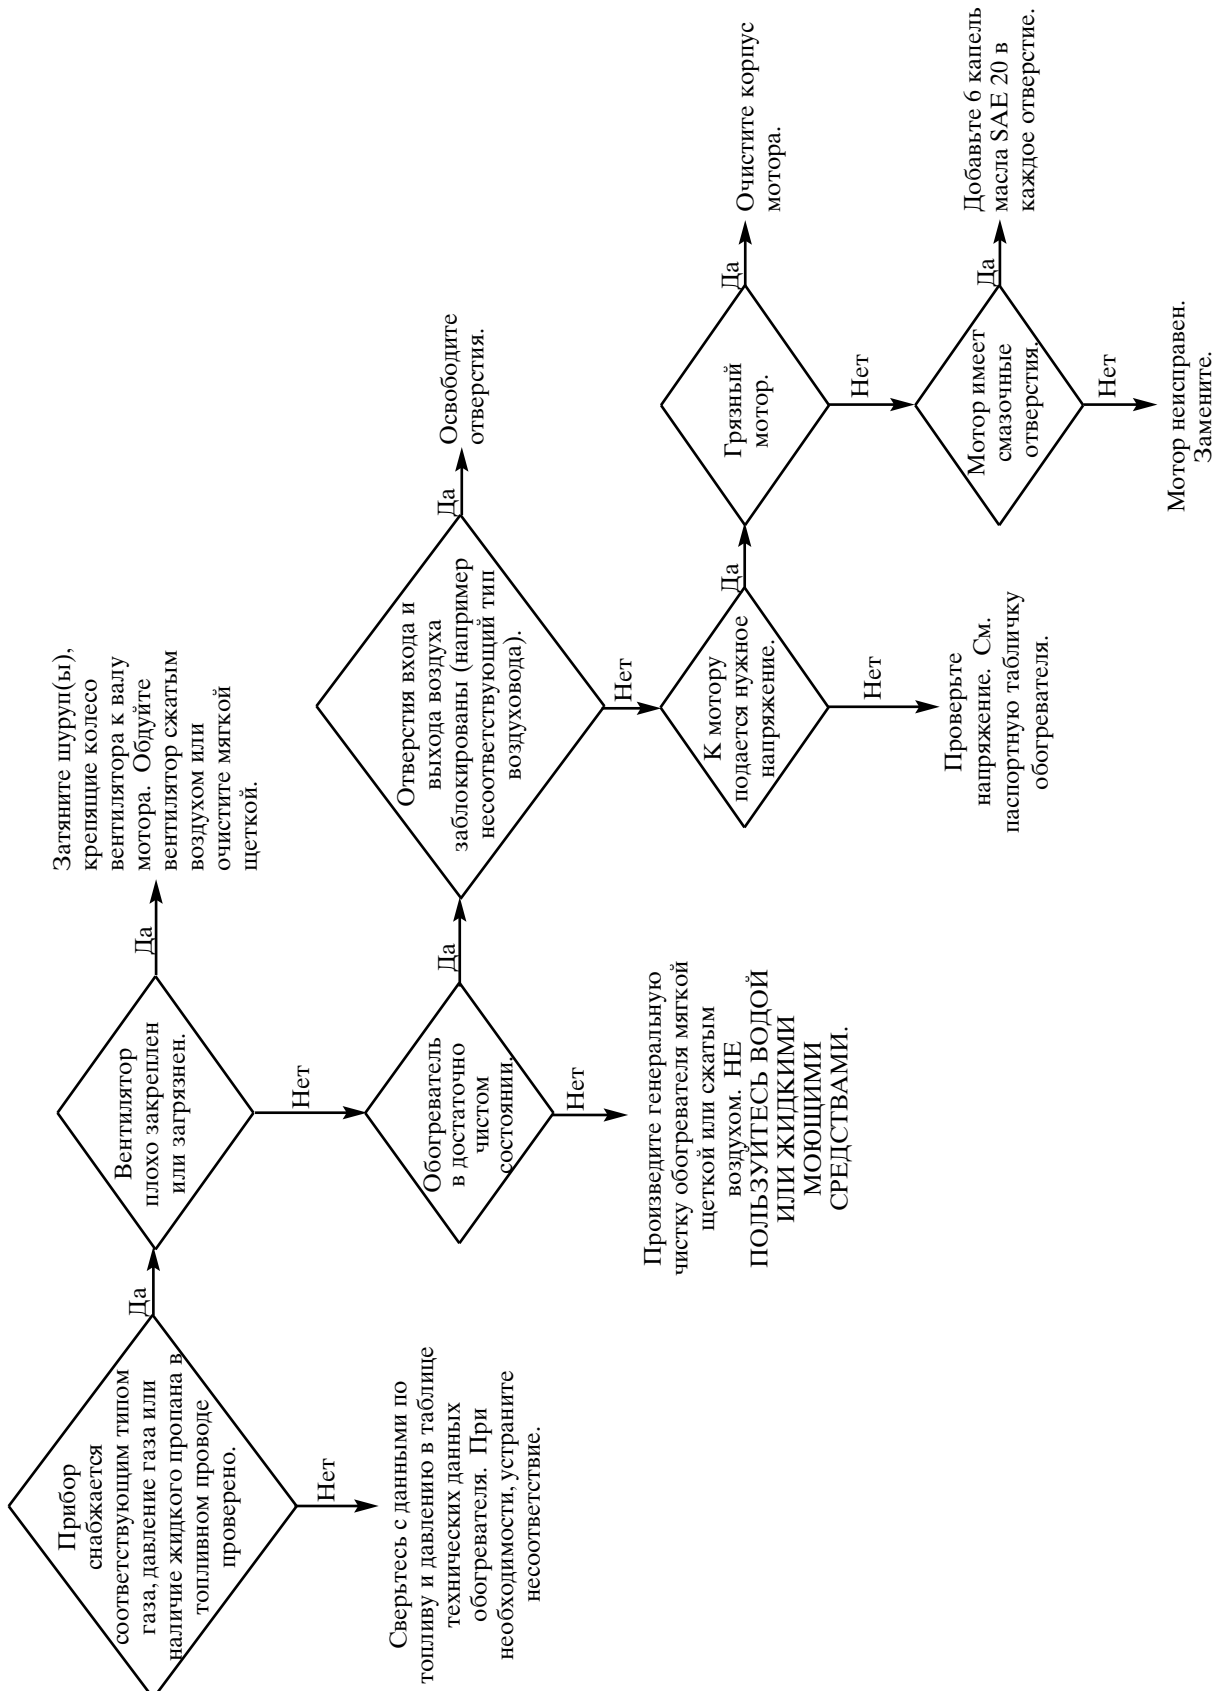 Прибор
снабжается
соответствующим типом
газа, давление газа или
наличие жидкого пропана в
топливном проводе
проверено.
Да
Нет
Сверьтесь с данными по
топливу и давлению в таблице
технических данных
обогревателя. При
необходимости, устраните
несоответствие.
Вентилятор
плохо закреплен
или загрязнен.
Да
Затяните шуруп(ы),
крепящие колесо
вентилятора к валу
мотора. Обдуйте
вентилятор сжатым
воздухом или
очистите мягкой
щеткой.
Нет
Обогреватель
в достаточно
чистом
состоянии.
Да
Нет
Произведите генеральную
чистку обогревателя мягкой
щеткой или сжатым
воздухом. НЕ
ПОЛЬЗУЙТЕСЬ ВОДОЙ
ИЛИ ЖИДКИМИ
МОЮЩИМИ
СРЕДСТВАМИ.
Отверстия входа и
выхода воздуха
заблокированы (например
несоответствующий тип
воздуховода).
Да
Освободите
отверстия.
Нет
К мотору
подается нужное
напряжение.
Да
Нет
Проверьте
напряжение. См.
паспортную табличку
обогревателя.
Грязный
мотор.
Да
Очистите корпус
мотора.
Нет
Мотор имеет
смазочные
отверстия.
Да
Добавьте 6 капель
масла SAE 20 в
каждое отверстие.
Нет
Мотор неисправен.
Замените.